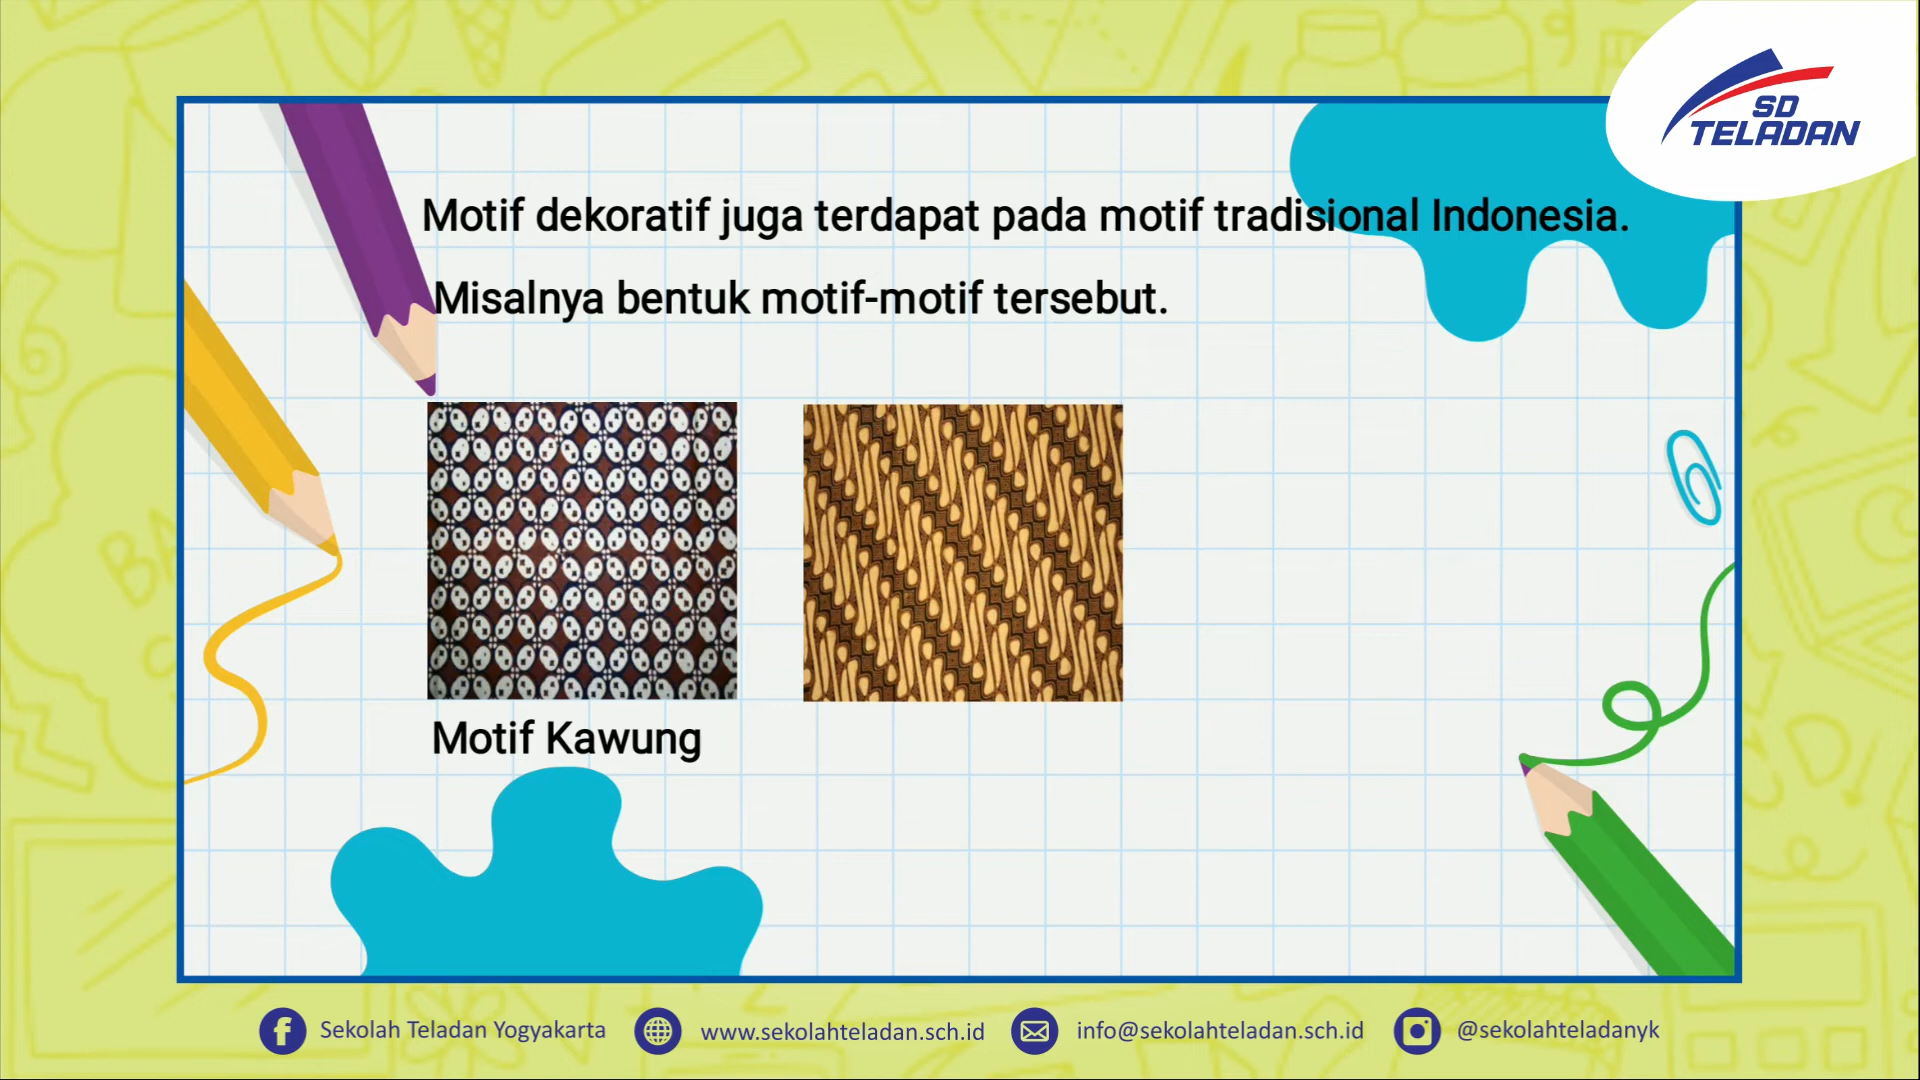 SD
TELADAN
Motif dekoratif juga terdapat pada motif tradisional Indonesia.
Misalnya bentuk motif-motif tersebut.
Motif Kawung
Sekolah Teladan Yogyakarta
www.sekolahteladan.sch.id
info@sekolahteladan.sch.id
@sekolahteladanyk